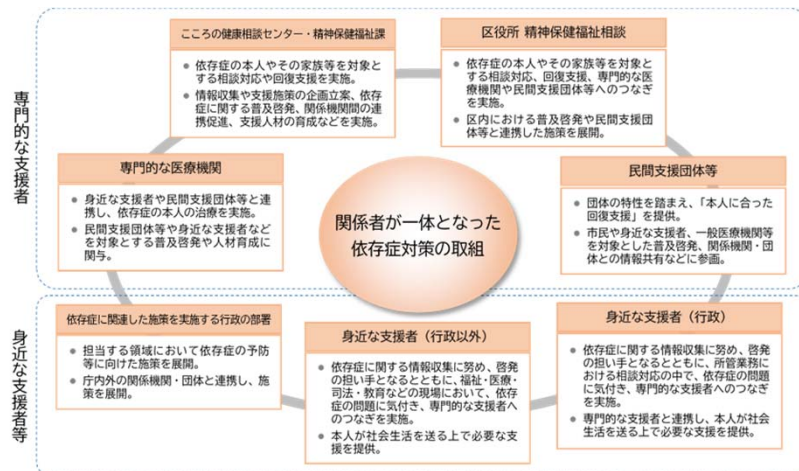 専門的な支援者
こころの健康相談センター・精神保健福祉課
● 依存症の本人やその家族等を対象と
する相談対応や回復支援を実施。
● 情報収集や支援施策の企画立案、依存
症に関する普及啓発、関係機関間の連
携促進、支援人材の育成などを実施。
区役所 精神保健福祉相談
● 依存症の本人やその家族等を対象と
する相談対応、回復支援、専門的な医
療機関や民間支援団体等へのつなぎ
を実施。
● 区内における普及啓発や民間支援団
体等と連携した施策を展開。
専門的な医療機関
● 身近な支援者や民間支援団体等と連
携し、依存症の本人の治療を実施。
● 民間支援団体等や身近な支援者など
を対象とする普及啓発や人材育成に
関与。
関係者が一体となった
依存症対策の取組
民間支援団体等
● 団体の特性を踏まえ、「本人に合った
回復支援」を提供。
● 市民や身近な支援者、一般医療機関等
を対象とした普及啓発、関係機関・団
体との情報共有などに参画。
身近な支援者等
依存症に関連した施策を実施する行政の部署
● 担当する領域において依存症の予防
等に向けた施策を展開。
● 庁内外の関係機関・団体と連携し、施
策を展開。
身近な支援者（行政以外）
● 依存症に関する情報収集に努め、啓発
の担い手となるとともに、福祉・医療・
司法・教育などの現場において、依存
症の問題に気付き、専門的な支援者へ
のつなぎを実施。
● 本人が社会生活を送る上で必要な支
援を提供。
身近な支援者（行政）
● 依存症に関する情報収集に努め、啓発
の担い手となるとともに、所管業務に
おける相談対応の中で、依存症の問題
に気付き、専門的な支援者へのつなぎ
を実施。
● 専門的な支援者と連携し、本人が社会
生活を送る上で必要な支援を提供。